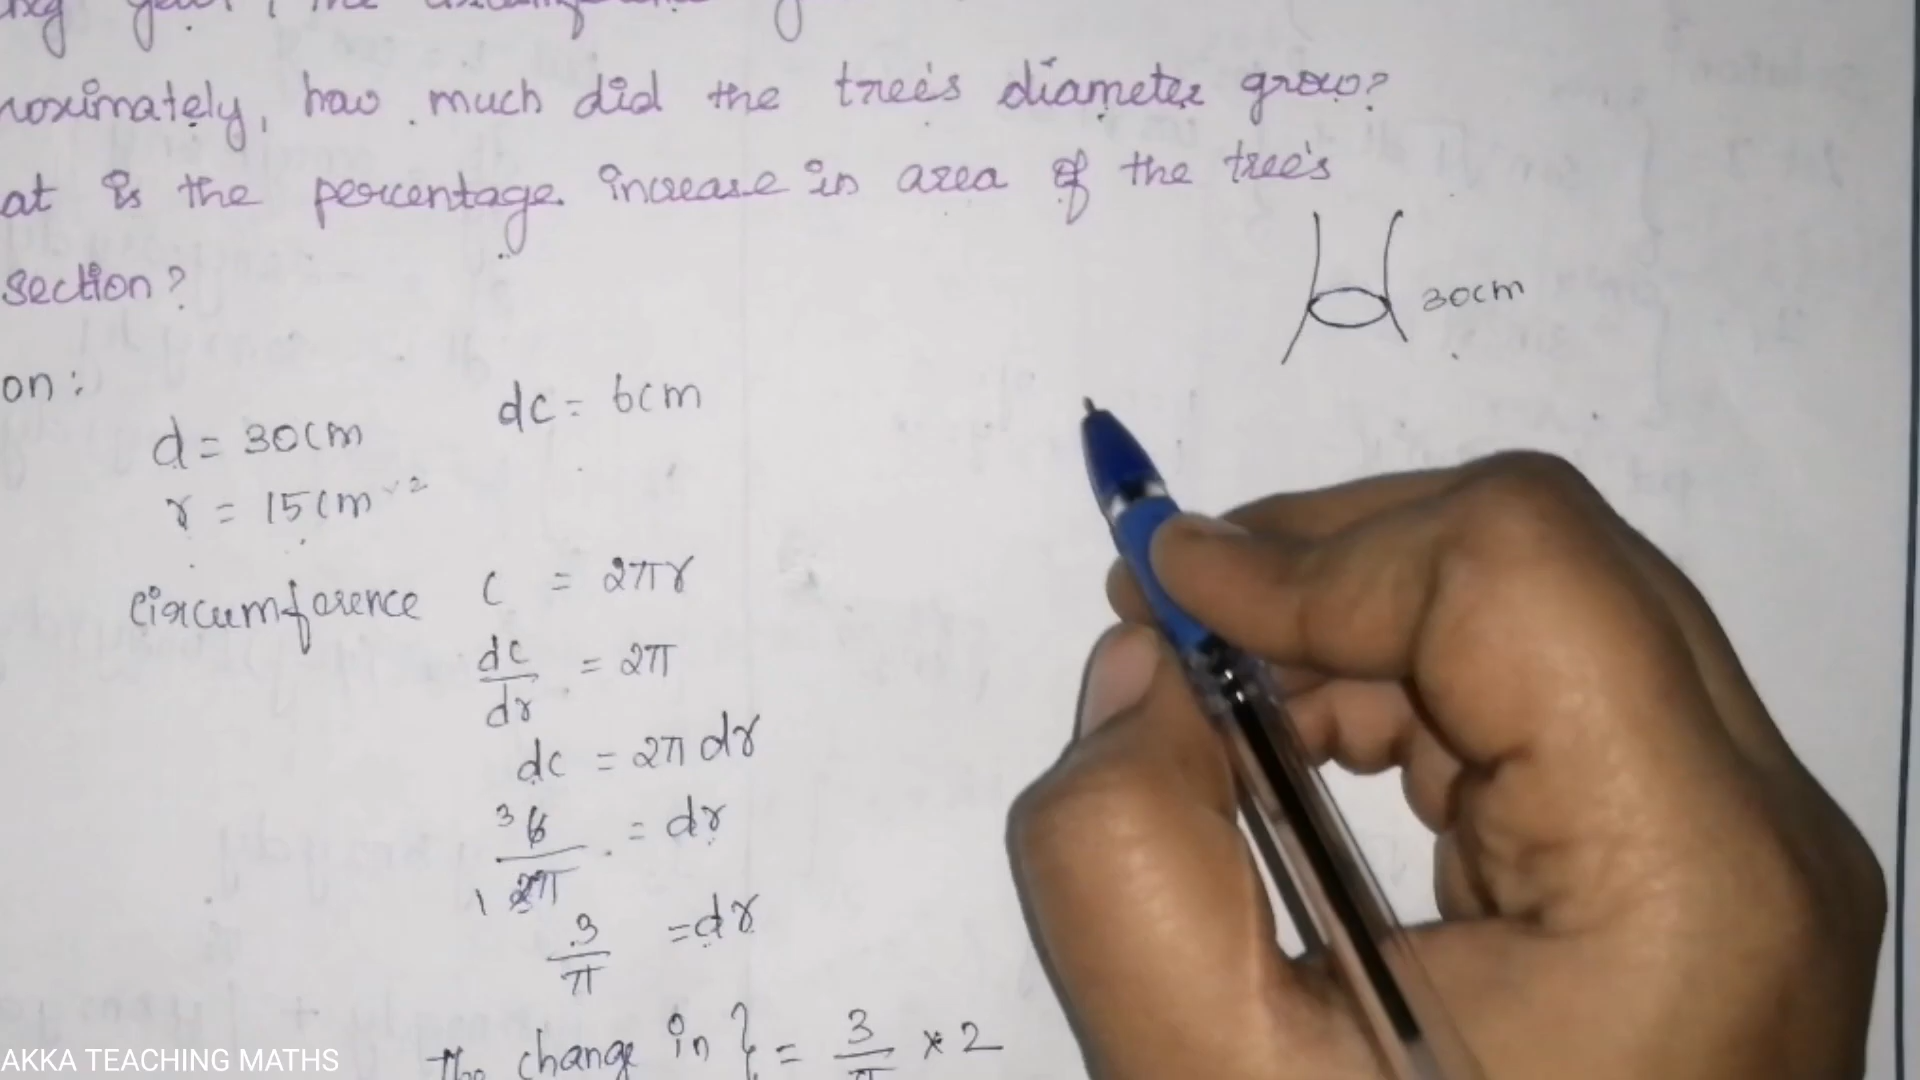 roximately, how much did the tree's diameter grow?
at is the percentage increase in area of the tree's
section?
30cm
on:
d = 30cm
dc = 6cm
r = 15cm
circumference c = 2πr
dc/dr = 2π
dc = 2π dr
3 6/1 2π = dr
3/π = dr
the change in } = 3/π × 2
AKKA TEACHING MATHS